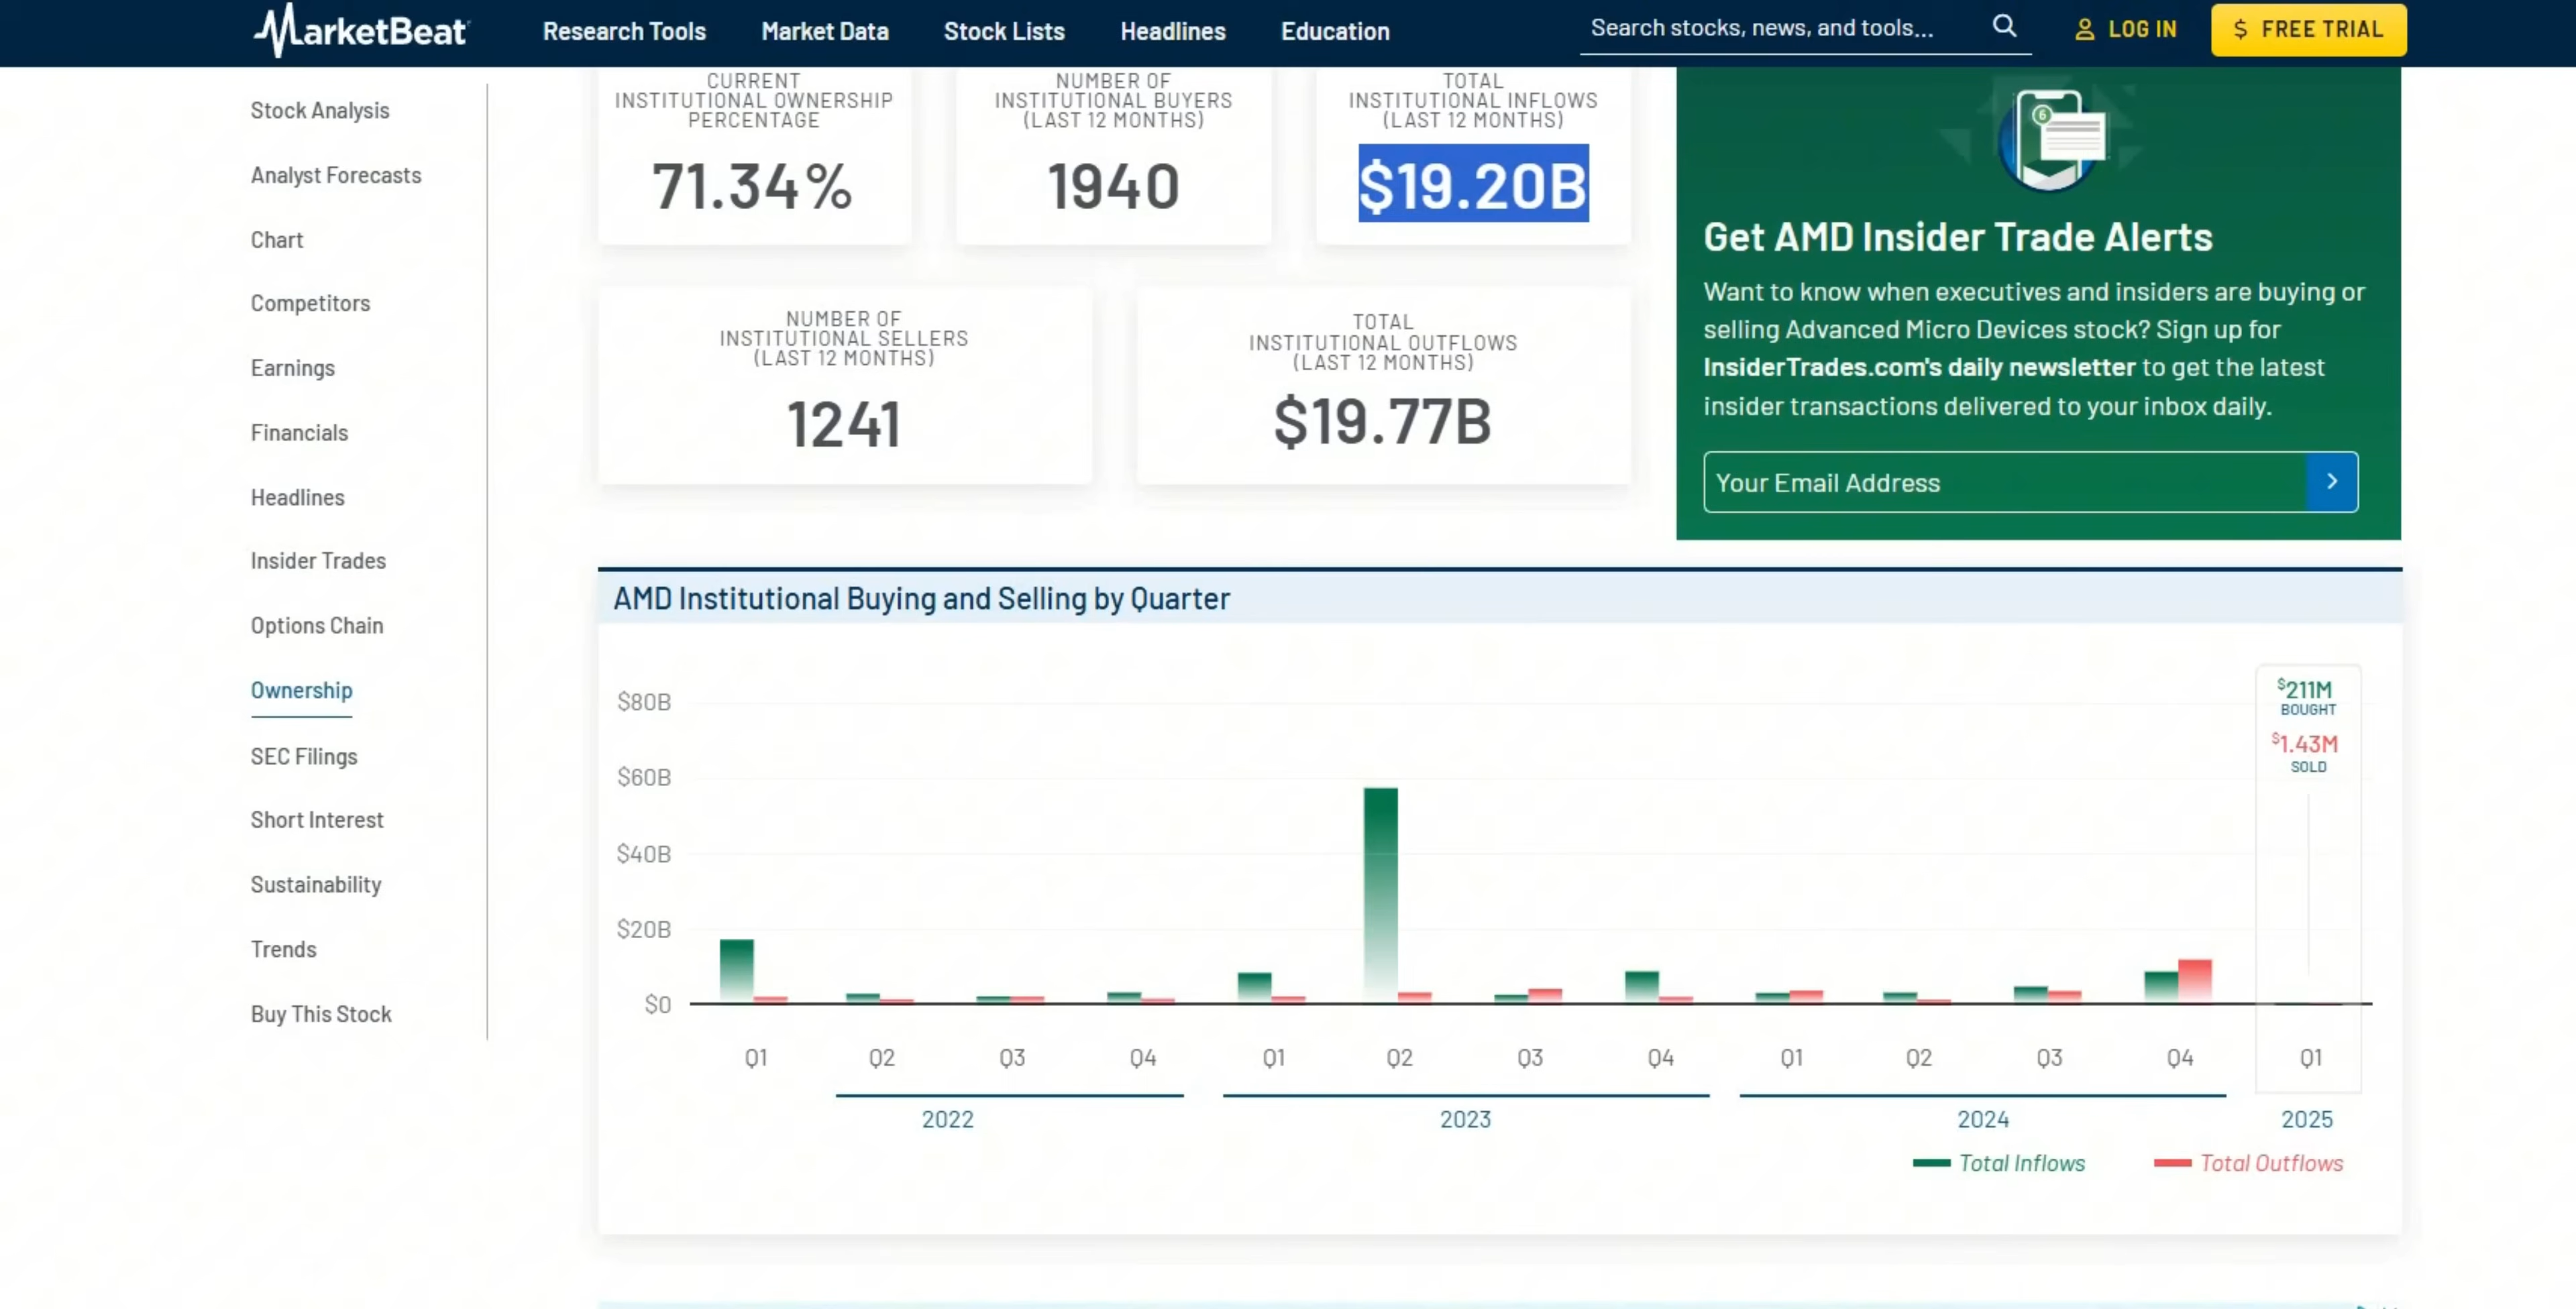 MarketBeat
Research Tools
Market Data
Stock Lists
Headlines
Education
Search stocks, news, and tools...
LOG IN
$ FREE TRIAL
Stock Analysis
Analyst Forecasts
Chart
Competitors
Earnings
Financials
Headlines
Insider Trades
Options Chain
Ownership
SEC Filings
Short Interest
Sustainability
Trends
Buy This Stock
CURRENT
INSTITUTIONAL OWNERSHIP
PERCENTAGE
71.34%
NUMBER OF
INSTITUTIONAL BUYERS
(LAST 12 MONTHS)
1940
TOTAL
INSTITUTIONAL INFLOWS
(LAST 12 MONTHS)
$19.20B
NUMBER OF
INSTITUTIONAL SELLERS
(LAST 12 MONTHS)
1241
TOTAL
INSTITUTIONAL OUTFLOWS
(LAST 12 MONTHS)
$19.77B
6
Get AMD Insider Trade Alerts
Want to know when executives and insiders are buying or
selling Advanced Micro Devices stock? Sign up for
InsiderTrades.com's daily newsletter to get the latest
insider transactions delivered to your inbox daily.
Your Email Address
AMD Institutional Buying and Selling by Quarter
$80B
$60B
$40B
$20B
$0
$211M
BOUGHT
$1.43M
SOLD
Q1 Q2 Q3 Q4 Q1 Q2 Q3 Q4 Q1 Q2 Q3 Q4 Q1
2022 2023 2024 2025
Total Inflows Total Outflows